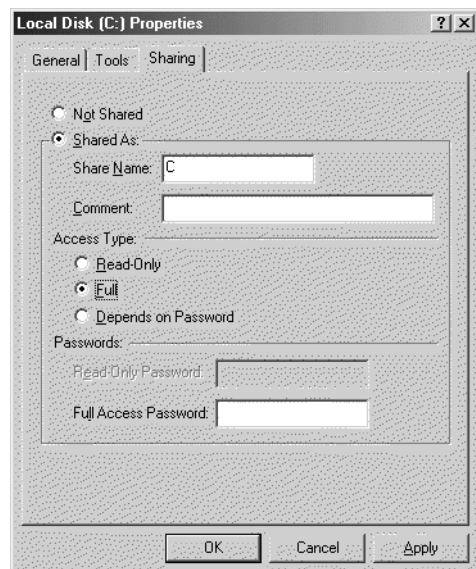 Local Disk (C:) Properties
General Tools Sharing
Not Shared
Shared As:
Share Name: C
Comment:
Access Type:
Read-Only
Full
Depends on Password
Passwords:
Read-Only Password:
Full Access Password:
OK Cancel Apply